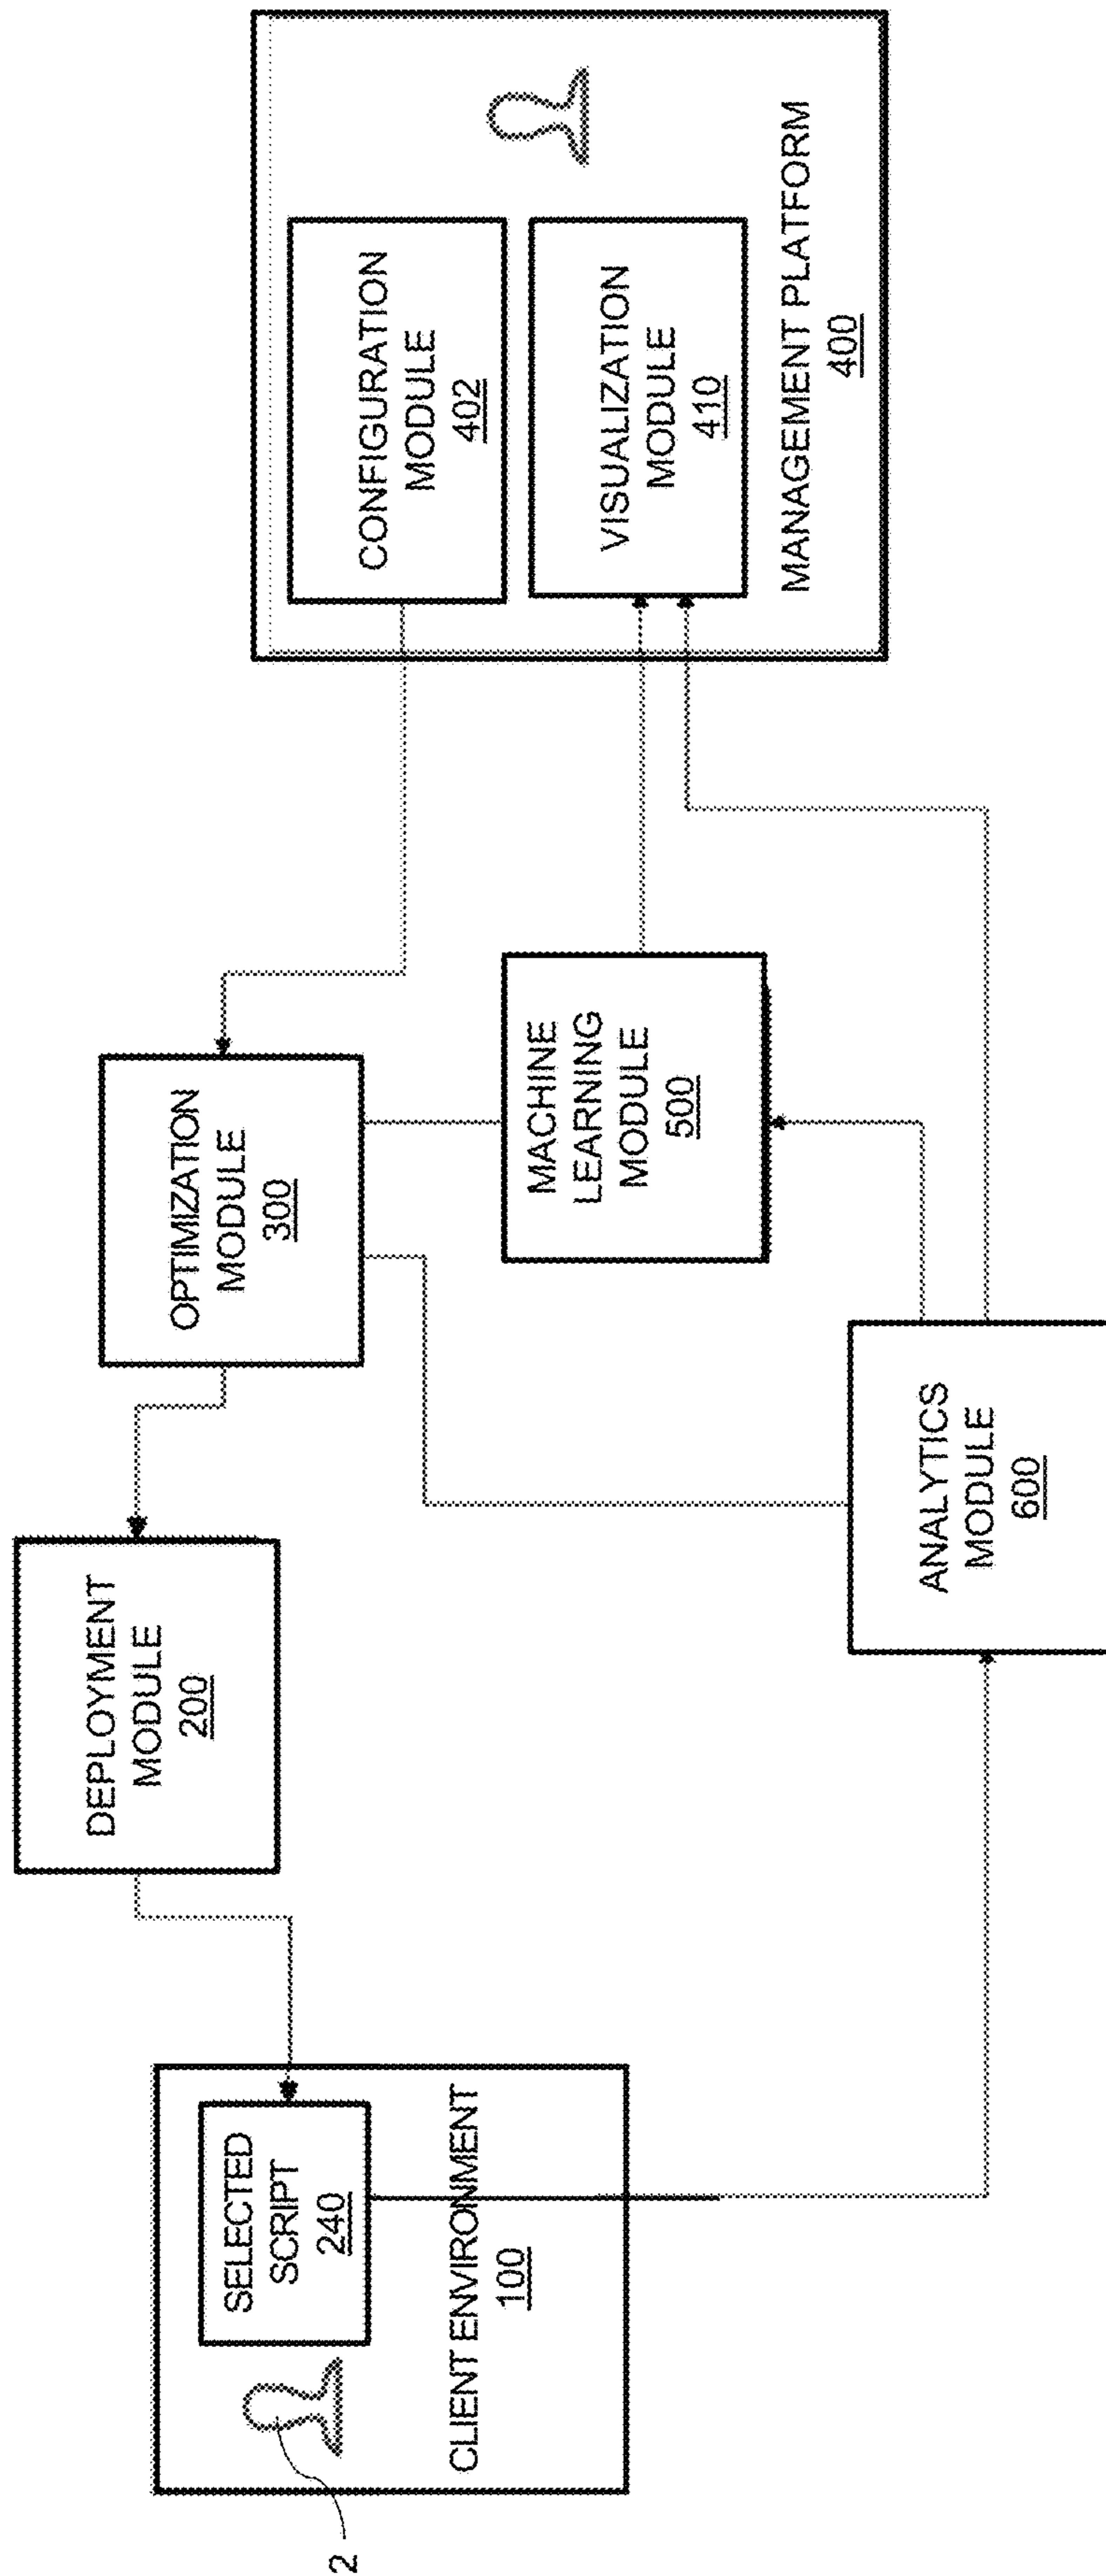 2
CLIENT ENVIRONMENT
100
SELECTED
SCRIPT
240
DEPLOYMENT
MODULE
200
OPTIMIZATION
MODULE
300
MACHINE
LEARNING
MODULE
500
ANALYTICS
MODULE
600
CONFIGURATION
MODULE
402
VISUALIZATION
MODULE
410
MANAGEMENT PLATFORM
400